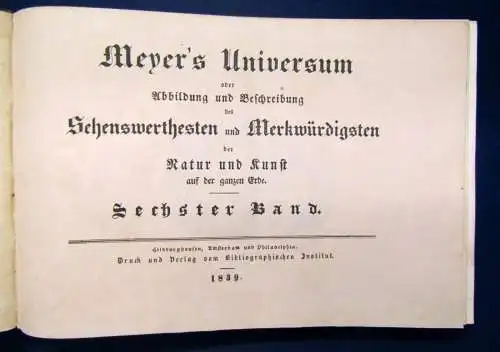 Meyer's Universum
oder
Abbildung und Beschreibung
des
Sehenswerthesten und Merkwürdigsten
der
Natur und Kunst
auf der ganzen Erde.
Sechster Band.
Hildburghausen, Amsterdam und Philadelphia,
Druck und Verlag vom Bibliographischen Institut.
1839.